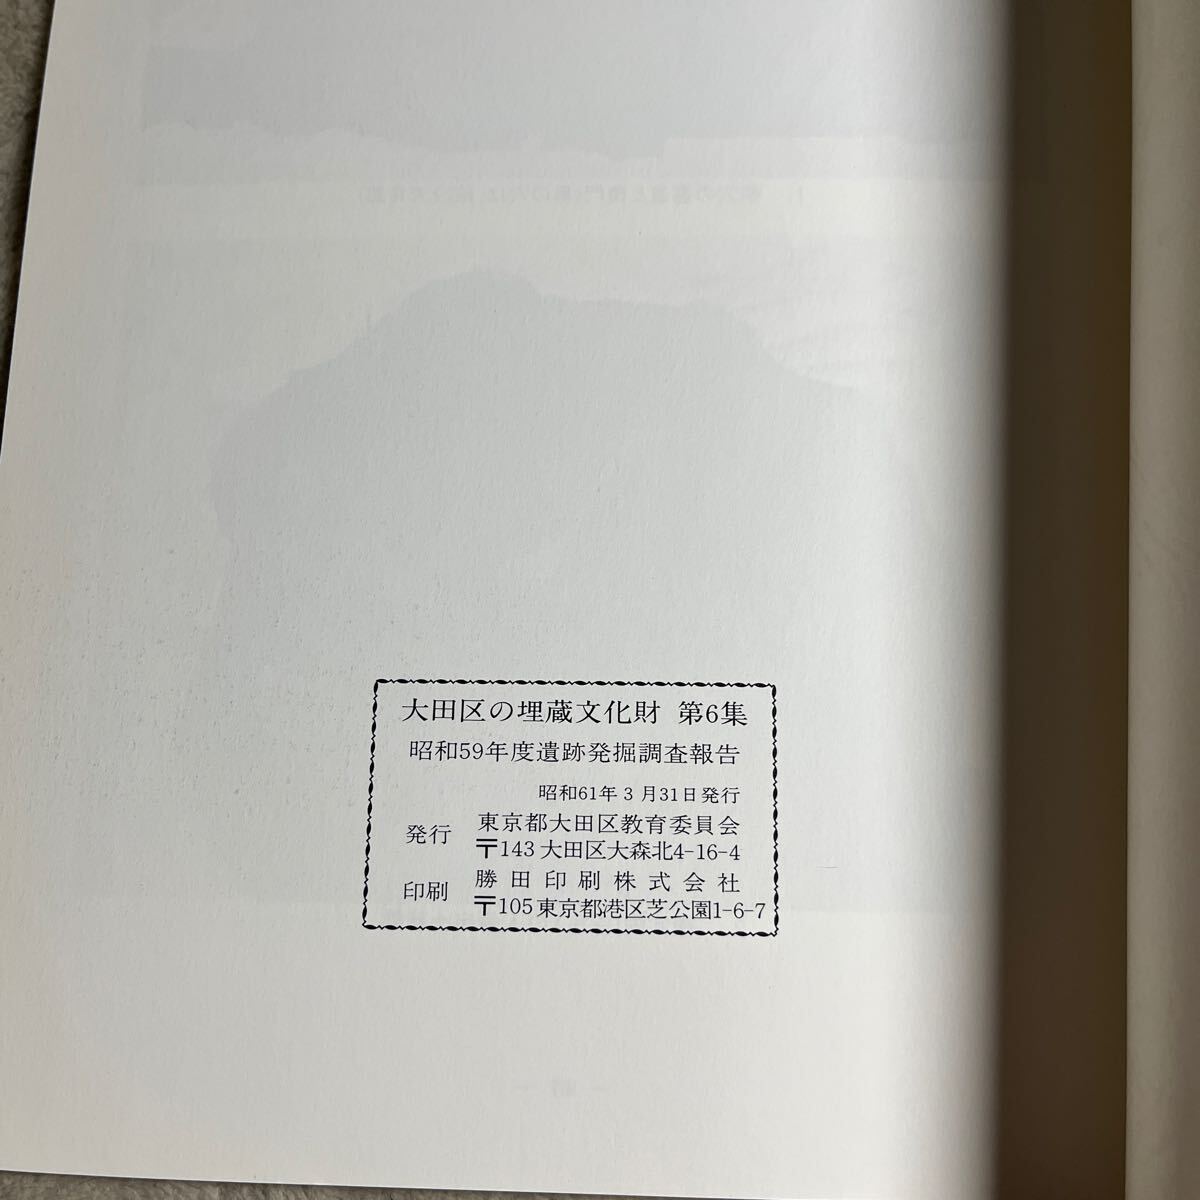 大田区の埋蔵文化財 第6集
昭和59年度遺跡発掘調査報告
昭和61年3月31日発行
発行 東京都大田区教育委員会
〒143 大田区大森北4-16-4
印刷 勝田印刷株式会社
〒105 東京都港区芝公園1-6-7